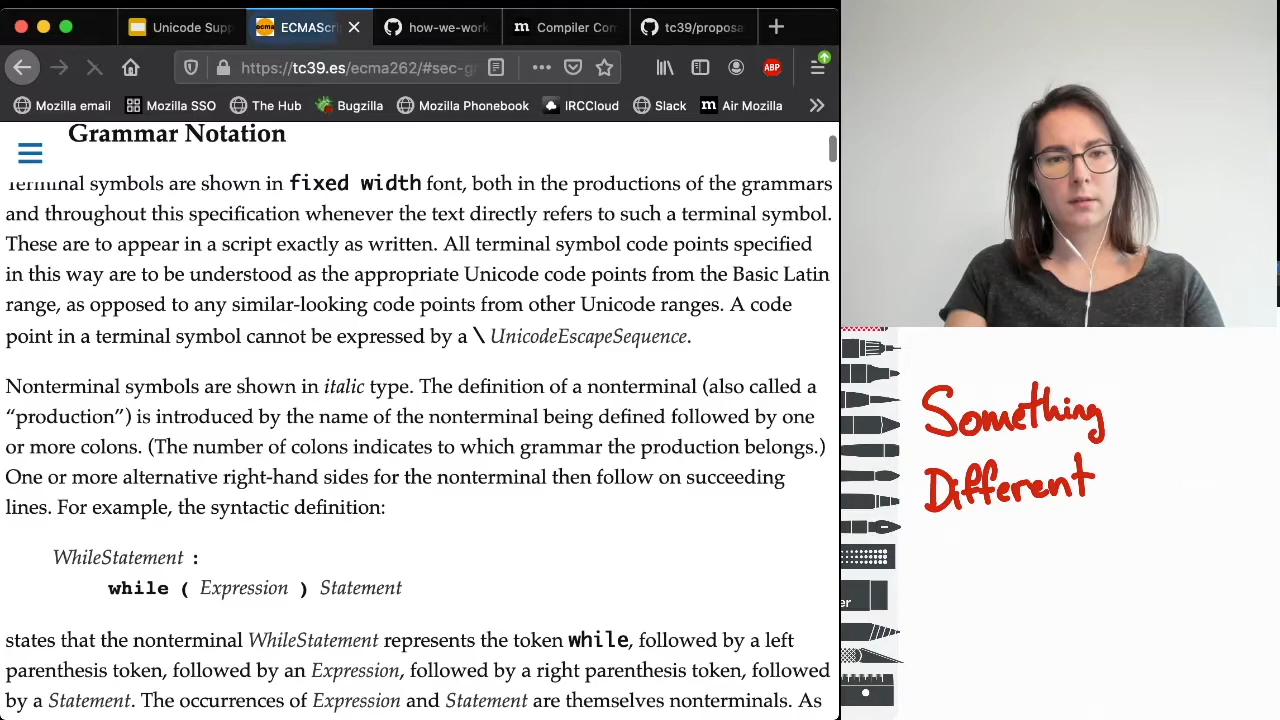 Unicode Supp
ECMAScri
how-we-work
Compiler Com
tc39/proposa
https://tc39.es/ecma262/#sec-g
ABP
Mozilla email
Mozilla SSO
The Hub
Bugzilla
Mozilla Phonebook
IRCCloud
Slack
Air Mozilla
Grammar Notation
Terminal symbols are shown in fixed width font, both in the productions of the grammars
and throughout this specification whenever the text directly refers to such a terminal symbol.
These are to appear in a script exactly as written. All terminal symbol code points specified
in this way are to be understood as the appropriate Unicode code points from the Basic Latin
range, as opposed to any similar-looking code points from other Unicode ranges. A code
point in a terminal symbol cannot be expressed by a \ UnicodeEscapeSequence.
Nonterminal symbols are shown in italic type. The definition of a nonterminal (also called a
“production”) is introduced by the name of the nonterminal being defined followed by one
or more colons. (The number of colons indicates to which grammar the production belongs.)
One or more alternative right-hand sides for the nonterminal then follow on succeeding
lines. For example, the syntactic definition:
WhileStatement :
while ( Expression ) Statement
states that the nonterminal WhileStatement represents the token while, followed by a left
parenthesis token, followed by an Expression, followed by a right parenthesis token, followed
by a Statement. The occurrences of Expression and Statement are themselves nonterminals. As
Something
Different
er